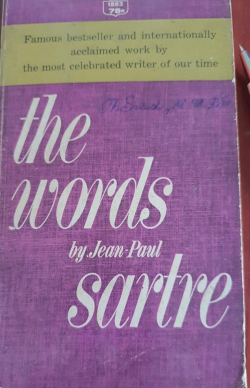 75¢
Famous bestseller and internationally
acclaimed work by
the most celebrated writer of our time
the
words
by Jean-Paul
sartre